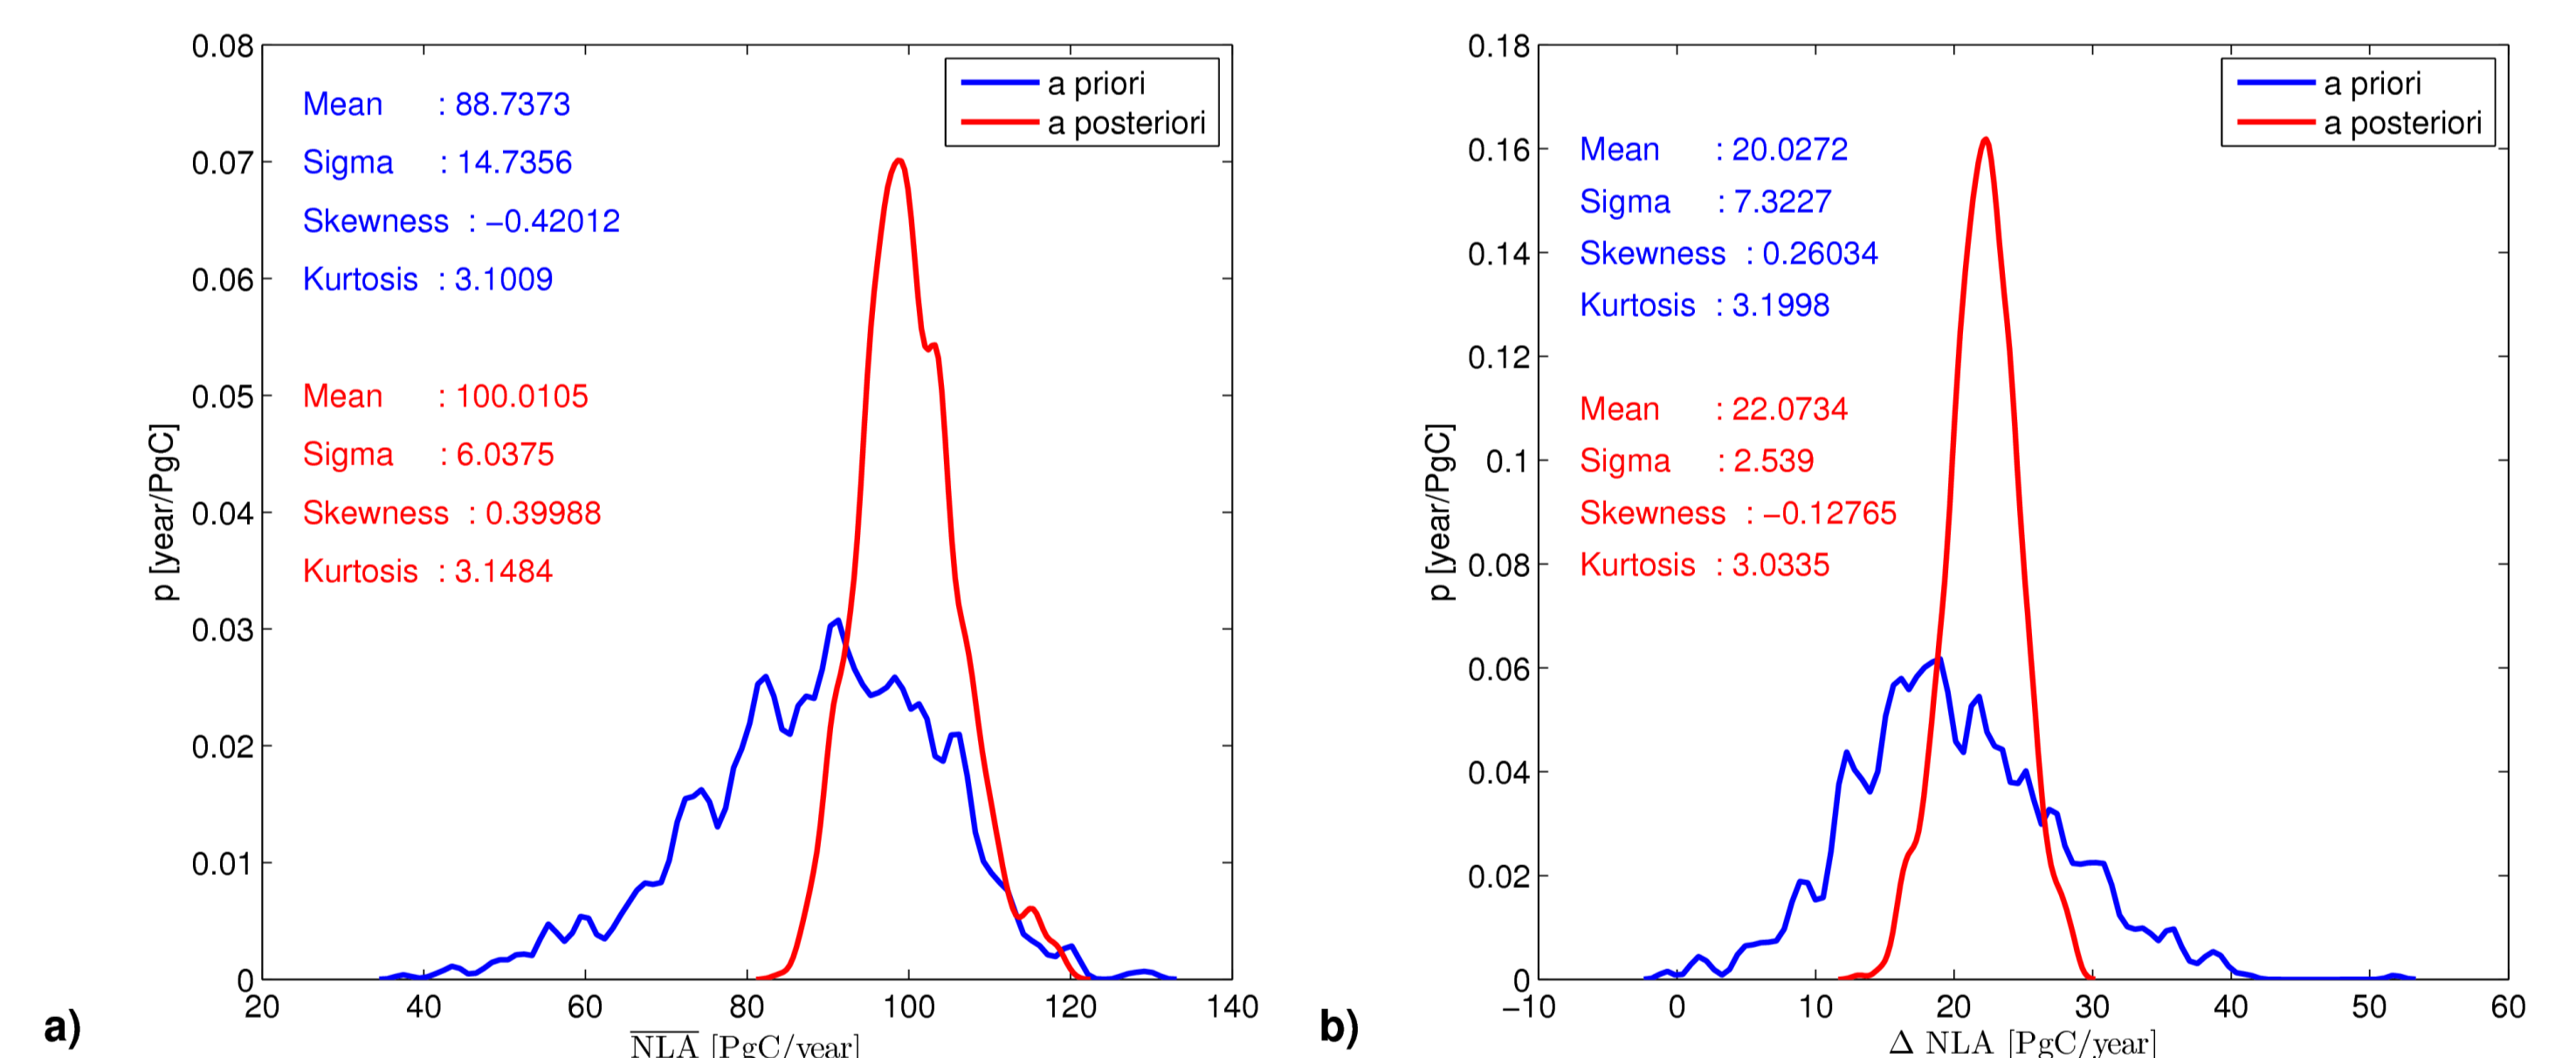 0.08
0.07
0.06
0.05
0.04
0.03
0.02
0.01
0
p [year/PgC]
Mean : 88.7373
Sigma : 14.7356
Skewness : −0.42012
Kurtosis : 3.1009
Mean : 100.0105
Sigma : 6.0375
Skewness : 0.39988
Kurtosis : 3.1484
a priori
a posteriori
20 40 60 80 100 120 140
N̅L̅A̅ [PgC/year]
a)
0.18
0.16
0.14
0.12
0.1
0.08
0.06
0.04
0.02
0
p [year/PgC]
Mean : 20.0272
Sigma : 7.3227
Skewness : 0.26034
Kurtosis : 3.1998
Mean : 22.0734
Sigma : 2.539
Skewness : −0.12765
Kurtosis : 3.0335
a priori
a posteriori
−10 0 10 20 30 40 50 60
Δ NLA [PgC/year]
b)